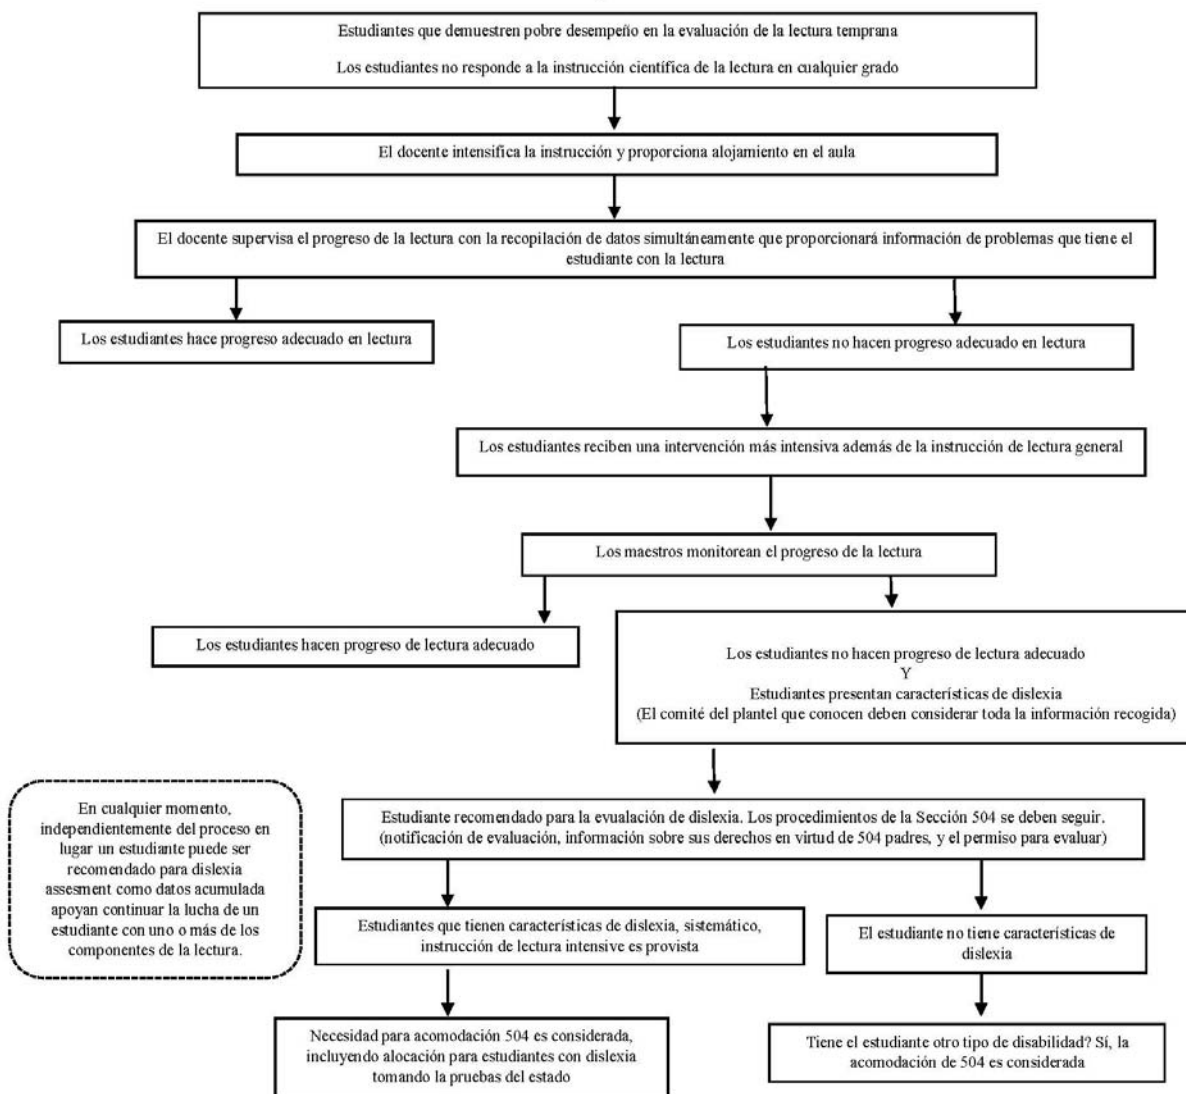 Estudiantes que demuestren pobre desempeño en la evaluación de la lectura temprana
Los estudiantes no responde a la instrucción científica de la lectura en cualquier grado
El docente intensifica la instrucción y proporciona alojamiento en el aula
El docente supervisa el progreso de la lectura con la recopilación de datos simultáneamente que proporcionará información de problemas que tiene el
estudiante con la lectura
Los estudiantes hace progreso adecuado en lectura
Los estudiantes no hacen progreso adecuado en lectura
Los estudiantes reciben una intervención más intensiva además de la instrucción de lectura general
Los maestros monitorean el progreso de la lectura
Los estudiantes hacen progreso de lectura adecuado
Los estudiantes no hacen progreso de lectura adecuado
Y
Estudiantes presentan características de dislexia
(El comité del plantel que conocen deben considerar toda la información recogida)
En cualquier momento,
independientemente del proceso en
lugar un estudiante puede ser
recomendado para dislexia
assesment como datos acumulada
apoyan continuar la lucha de un
estudiante con uno o más de los
componentes de la lectura.
Estudiante recomendado para la evualación de dislexia. Los procedimientos de la Sección 504 se deben seguir.
(notificación de evaluación, información sobre sus derechos en virtud de 504 padres, y el permiso para evaluar)
Estudiantes que tienen características de dislexia, sistemático,
instrucción de lectura intensive es provista
El estudiante no tiene características de
dislexia
Necesidad para acomodación 504 es considerada,
incluyendo alocación para estudiantes con dislexia
tomando la pruebas del estado
Tiene el estudiante otro tipo de disabilidad? Sí, la
acomodación de 504 es considerada